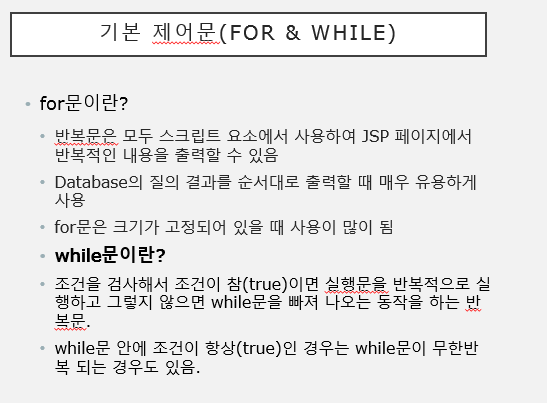 기본 제어문(FOR & WHILE)
• for문이란?
• 반복문은 모두 스크립트 요소에서 사용하여 JSP 페이지에서
반복적인 내용을 출력할 수 있음
• Database의 질의 결과를 순서대로 출력할 때 매우 유용하게
사용
• for문은 크기가 고정되어 있을 때 사용이 많이 됨
• while문이란?
• 조건을 검사해서 조건이 참(true)이면 실행문을 반복적으로 실
행하고 그렇지 않으면 while문을 빠져 나오는 동작을 하는 반
복문.
• while문 안에 조건이 항상(true)인 경우는 while문이 무한반
복 되는 경우도 있음.